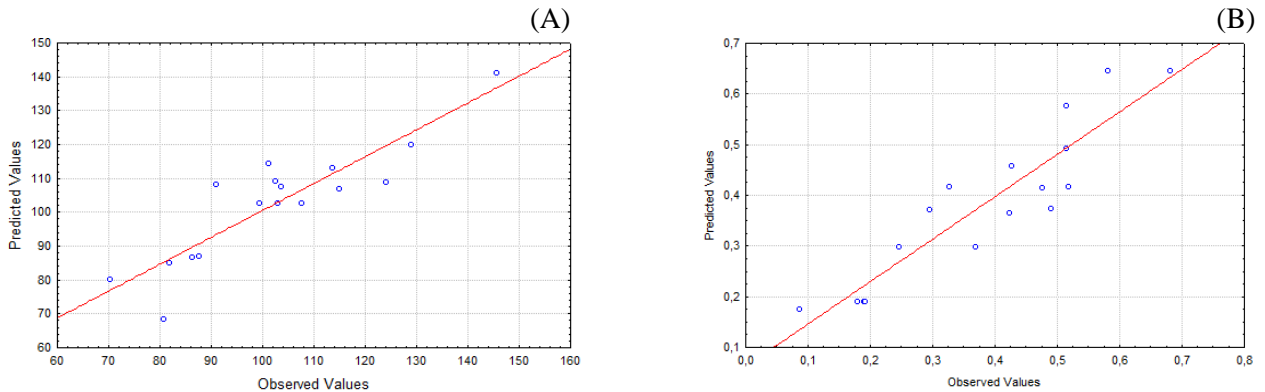 (A)
(B)
150
140
130
120
110
100
90
80
70
60
Predicted Values
60 70 80 90 100 110 120 130 140 150 160
Observed Values
0,7
0,6
0,5
0,4
0,3
0,2
0,1
Predicted Values
0,0 0,1 0,2 0,3 0,4 0,5 0,6 0,7 0,8
Observed Values